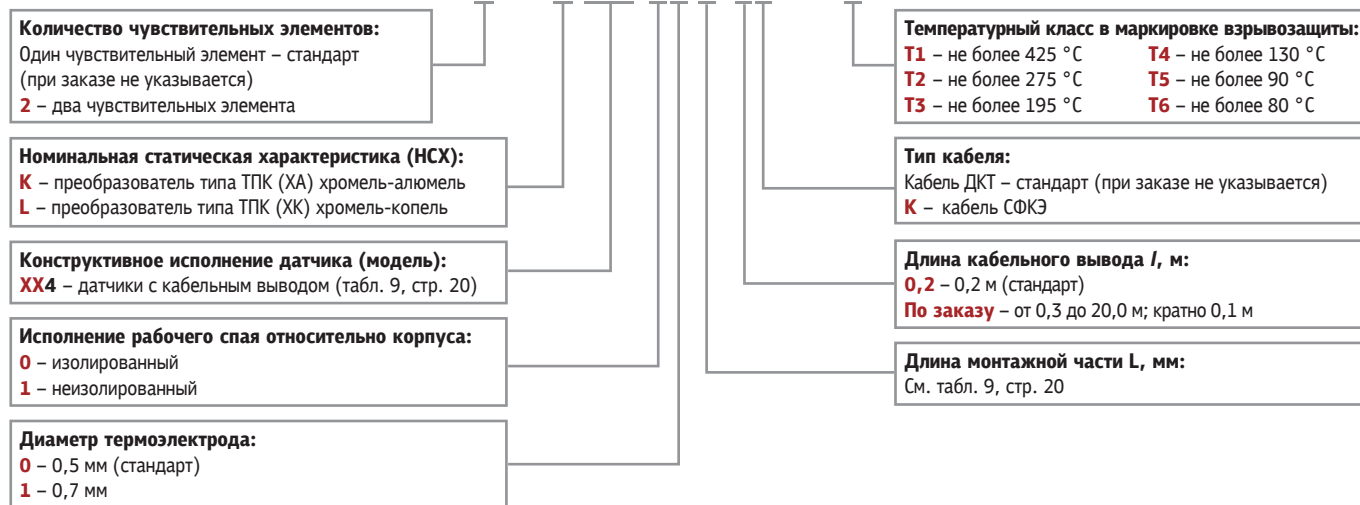 Количество чувствительных элементов:
Один чувствительный элемент – стандарт
(при заказе не указывается)
2 – два чувствительных элемента
Номинальная статическая характеристика (НСХ):
K – преобразователь типа ТПК (ХА) хромель-алюмель
L – преобразователь типа ТПК (ХК) хромель-копель
Конструктивное исполнение датчика (модель):
XX4 – датчики с кабельным выводом (табл. 9, стр. 20)
Исполнение рабочего спая относительно корпуса:
0 – изолированный
1 – неизолированный
Диаметр термоэлектрода:
0 – 0,5 мм (стандарт)
1 – 0,7 мм
Температурный класс в маркировке взрывозащиты:
T1 – не более 425 °C T4 – не более 130 °C
T2 – не более 275 °C T5 – не более 90 °C
T3 – не более 195 °C T6 – не более 80 °C
Тип кабеля:
Кабель ДКТ – стандарт (при заказе не указывается)
К – кабель СФКЭ
Длина кабельного вывода l, м:
0,2 – 0,2 м (стандарт)
По заказу – от 0,3 до 20,0 м; кратно 0,1 м
Длина монтажной части L, мм:
См. табл. 9, стр. 20